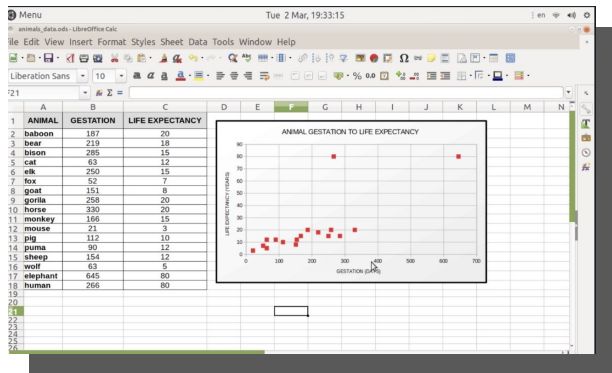 Menu
Tue 2 Mar, 19:33:15
en
animals_data.ods - LibreOffice Calc
File Edit View Insert Format Styles Sheet Data Tools Window Help
Liberation Sans 10
F21
A B C D E F G H I J K L M N
1 ANIMAL GESTATION LIFE EXPECTANCY
2 baboon 187 20
3 bear 219 18
4 bison 285 15
5 cat 63 12
6 elk 250 15
7 fox 52 7
8 goat 151 8
9 gorila 258 20
10 horse 330 20
11 monkey 166 15
12 mouse 21 3
13 pig 112 10
14 puma 90 12
15 sheep 154 12
16 wolf 63 5
17 elephant 645 80
18 human 266 80
19
20
21
22
23
24
25
26
ANIMAL GESTATION TO LIFE EXPECTANCY
LIFE EXPECTANCY (YEARS)
90
80
70
60
50
40
30
20
10
0
0 100 200 300 400 500 600 700
GESTATION (DAYS)